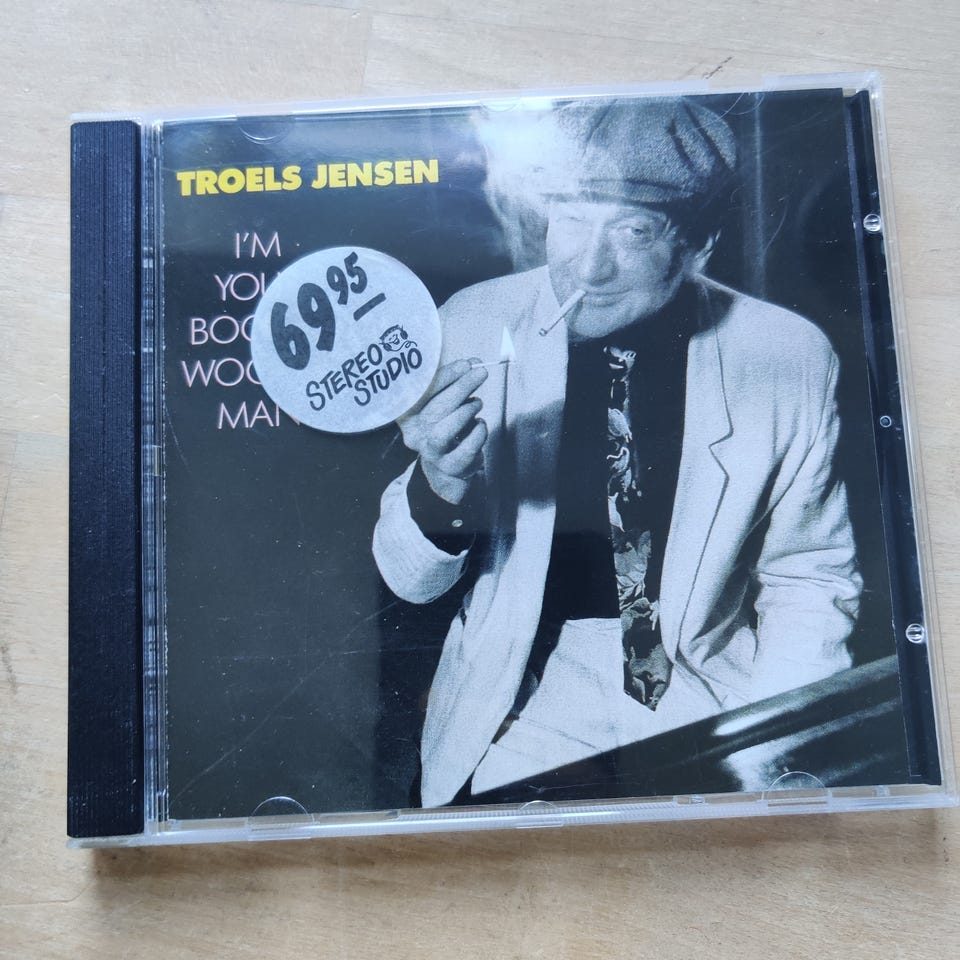 TROELS JENSEN
I'M
YOU
BOO
WOO
MAN
69 95
STEREO
STUDIO